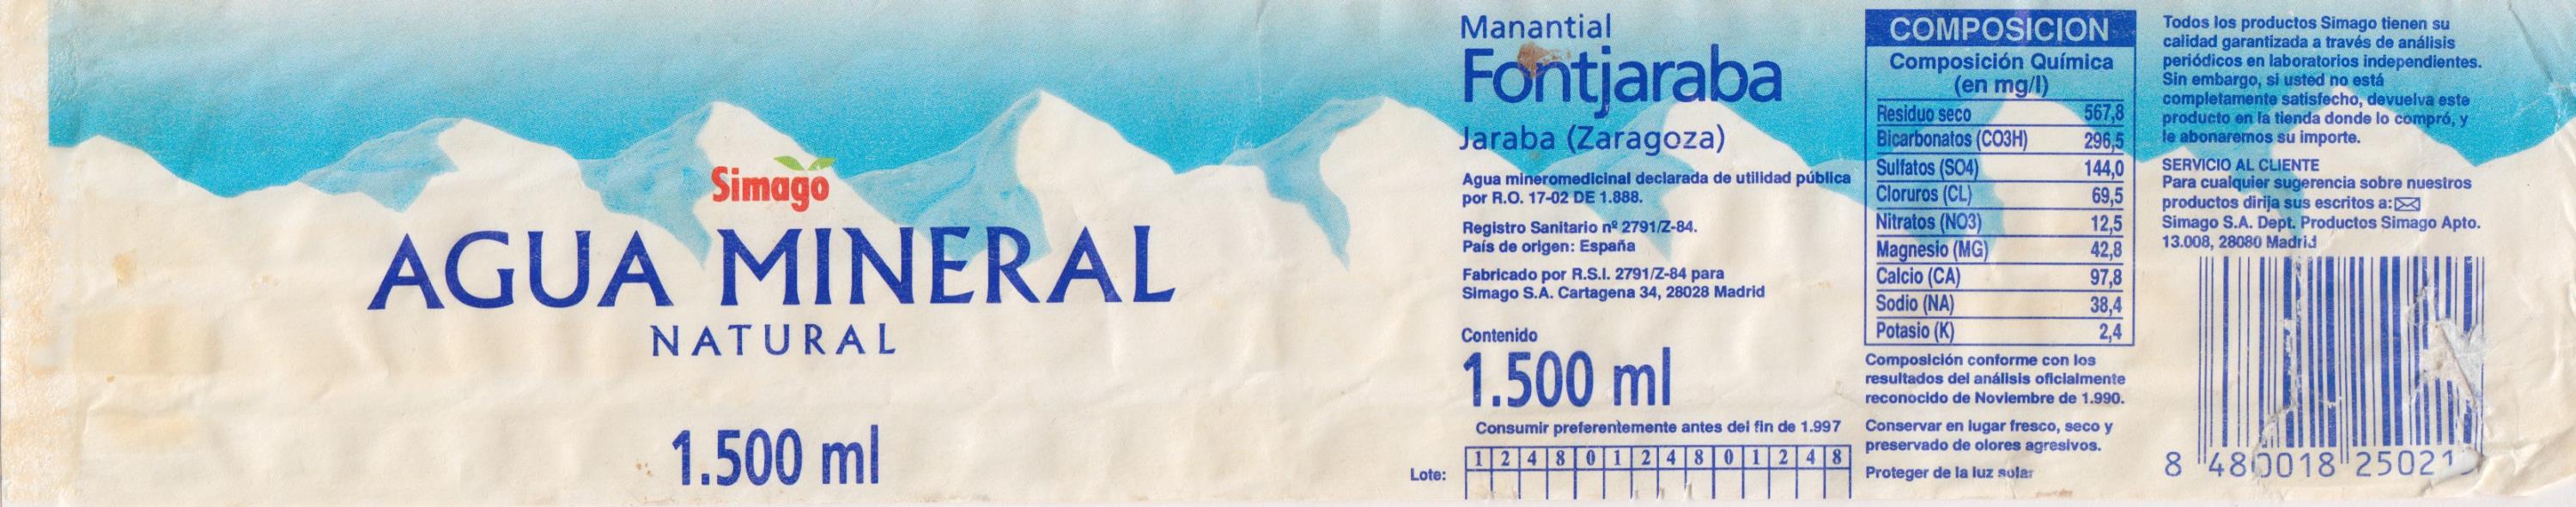 Simago
AGUA MINERAL
NATURAL
1.500 ml
Manantial
Fontjaraba
Jaraba (Zaragoza)
Agua mineromedicinal declarada de utilidad pública
por R.O. 17-02 DE 1.888.
Registro Sanitario nº 2791/Z-84.
País de origen: España
Fabricado por R.S.I. 2791/Z-84 para
Simago S.A. Cartagena 34, 28028 Madrid
Contenido
1.500 ml
Consumir preferentemente antes del fin de 1.997
Lote: 1 2 4 8 0 1 2 4 8 0 1 2 4 8
COMPOSICION
Composición Química
(en mg/l)
Residuo seco 567,8
Bicarbonatos (CO3H) 296,5
Sulfatos (SO4) 144,0
Cloruros (CL) 69,5
Nitratos (NO3) 12,5
Magnesio (MG) 42,8
Calcio (CA) 97,8
Sodio (NA) 38,4
Potasio (K) 2,4
Composición conforme con los
resultados del análisis oficialmente
reconocido de Noviembre de 1.990.
Conservar en lugar fresco, seco y
preservado de olores agresivos.
Proteger de la luz solar
Todos los productos Simago tienen su
calidad garantizada a través de análisis
periódicos en laboratorios independientes.
Sin embargo, si usted no está
completamente satisfecho, devuelva este
producto en la tienda donde lo compró, y
le abonaremos su importe.
SERVICIO AL CLIENTE
Para cualquier sugerencia sobre nuestros
productos dirija sus escritos a:
Simago S.A. Dept. Productos Simago Apto.
13.008, 28080 Madrid
8 480018 25021